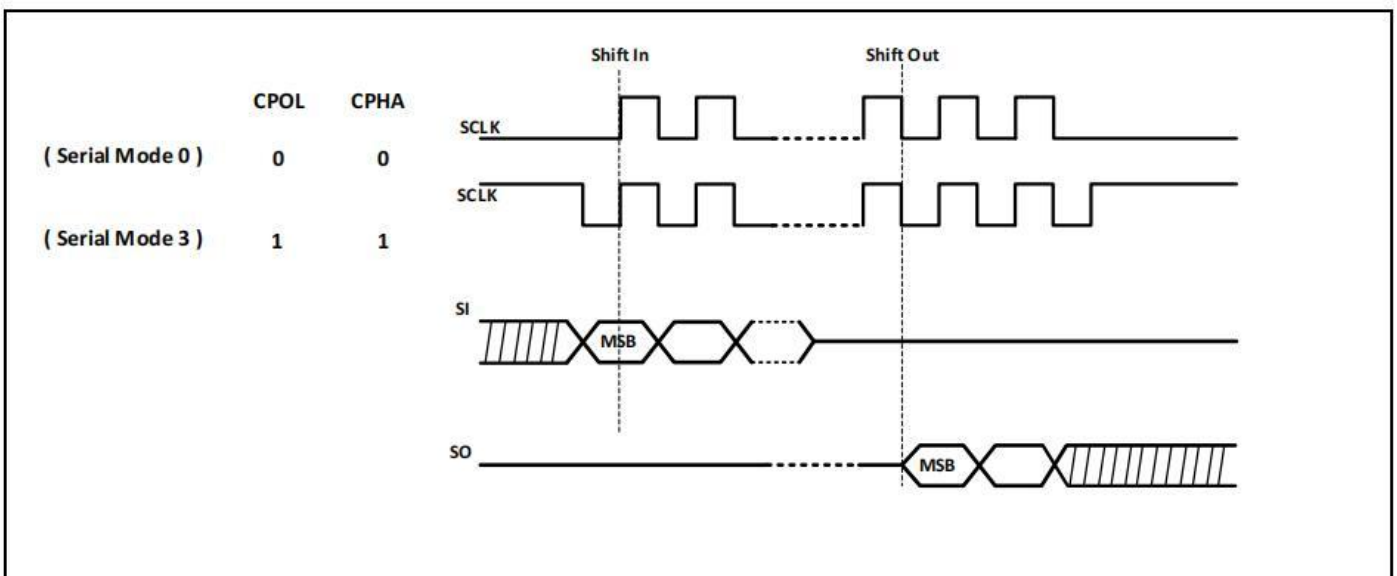 Shift In Shift Out
CPOL CPHA
SCLK
( Serial Mode 0 ) 0 0
SCLK
( Serial Mode 3 ) 1 1
SI
MSB
SO
MSB